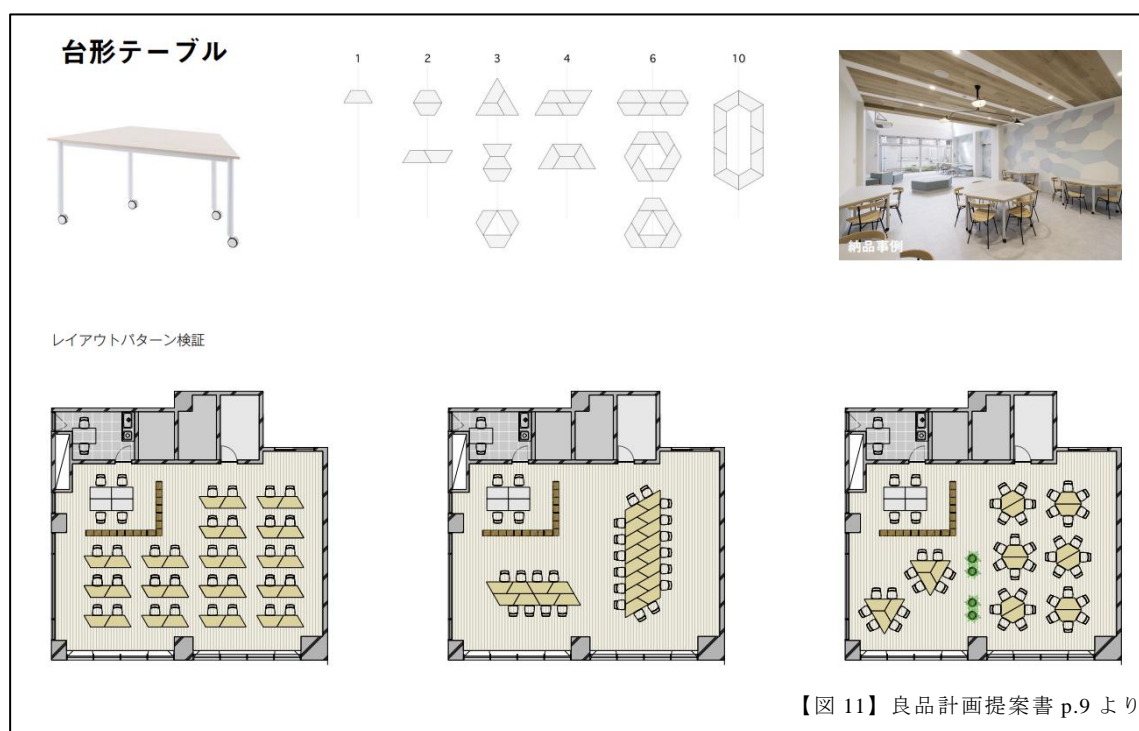 台形テーブル
1 2 3 4 6 10
納品事例
レイアウトパターン検証
【図 11】良品計画提案書 p.9 より